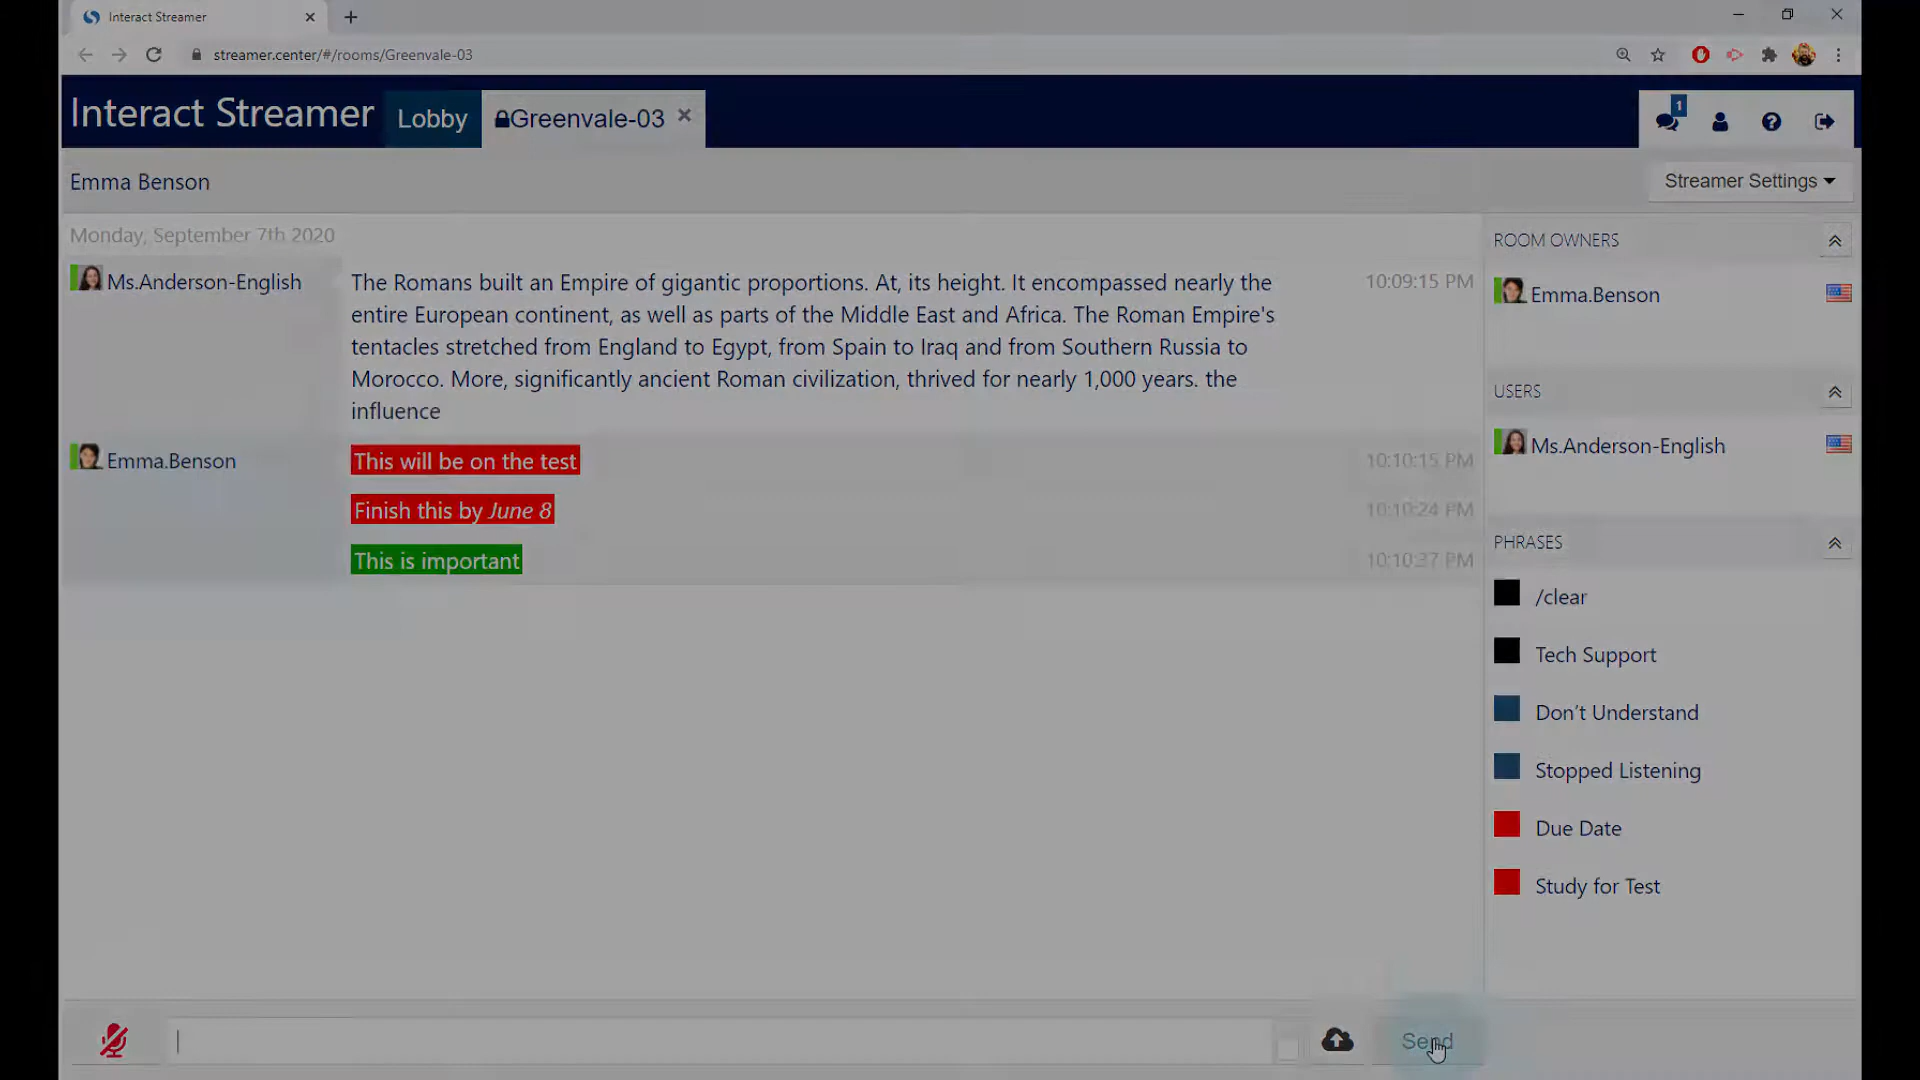 Interact Streamer
streamer.center/#/rooms/Greenvale-03
Interact Streamer
Lobby
Greenvale-03
1
Emma Benson
Streamer Settings
Monday, September 7th 2020
Ms.Anderson-English
The Romans built an Empire of gigantic proportions. At, its height. It encompassed nearly the
entire European continent, as well as parts of the Middle East and Africa. The Roman Empire's
tentacles stretched from England to Egypt, from Spain to Iraq and from Southern Russia to
Morocco. More, significantly ancient Roman civilization, thrived for nearly 1,000 years. the
influence
10:09:15 PM
Emma.Benson
This will be on the test
10:10:15 PM
Finish this by June 8
10:10:24 PM
This is important
10:10:37 PM
ROOM OWNERS
Emma.Benson
USERS
Ms.Anderson-English
PHRASES
/clear
Tech Support
Don't Understand
Stopped Listening
Due Date
Study for Test
Send